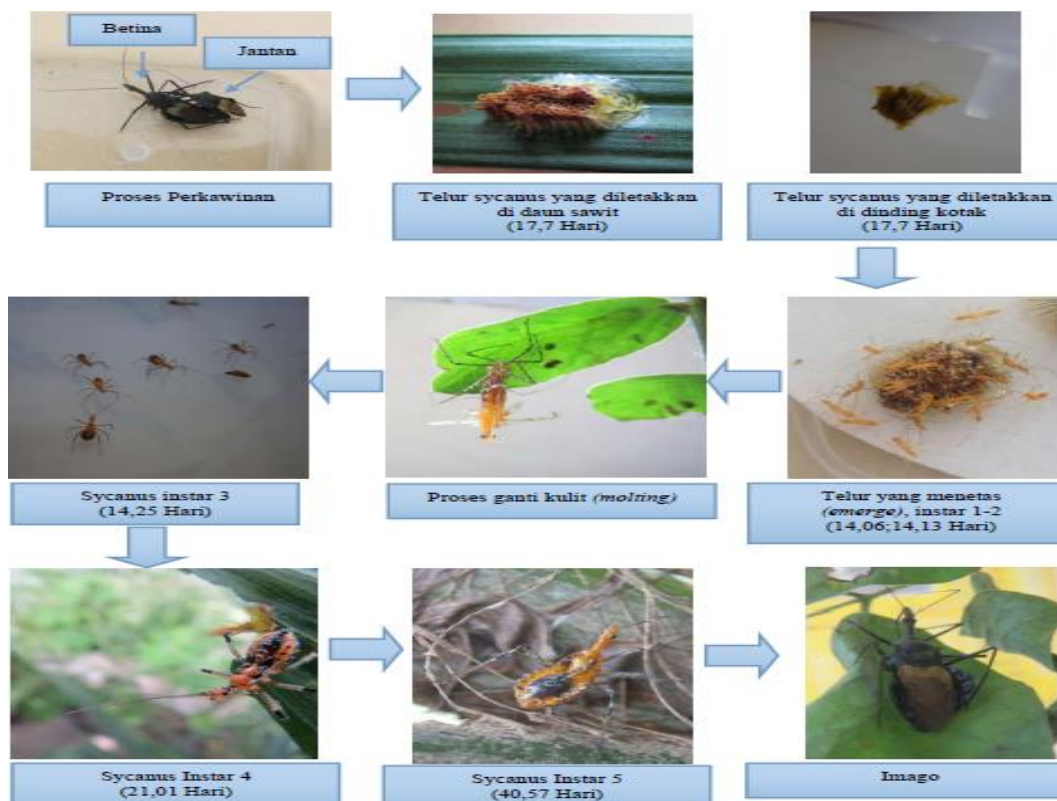 Betina
Jantan
Proses Perkawinan
Telur sycanus yang diletakkan
di daun sawit
(17,7 Hari)
Telur sycanus yang diletakkan
di dinding kotak
(17,7 Hari)
Telur yang menetas
(emerge), instar 1-2
(14,06;14,13 Hari)
Proses ganti kulit (molting)
Sycanus instar 3
(14,25 Hari)
Sycanus Instar 4
(21,01 Hari)
Sycanus Instar 5
(40,57 Hari)
Imago